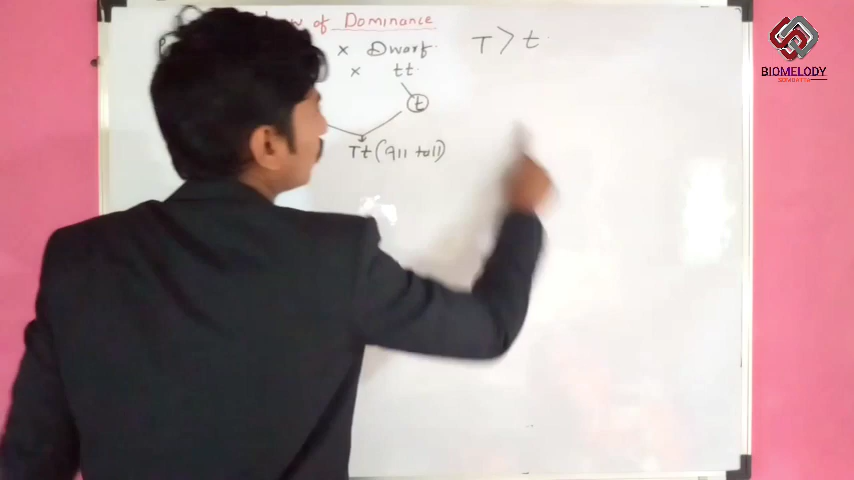 of Dominance
x Dwarf.
T > t
x tt.
t
Tt (all tall)
BIOMELODY